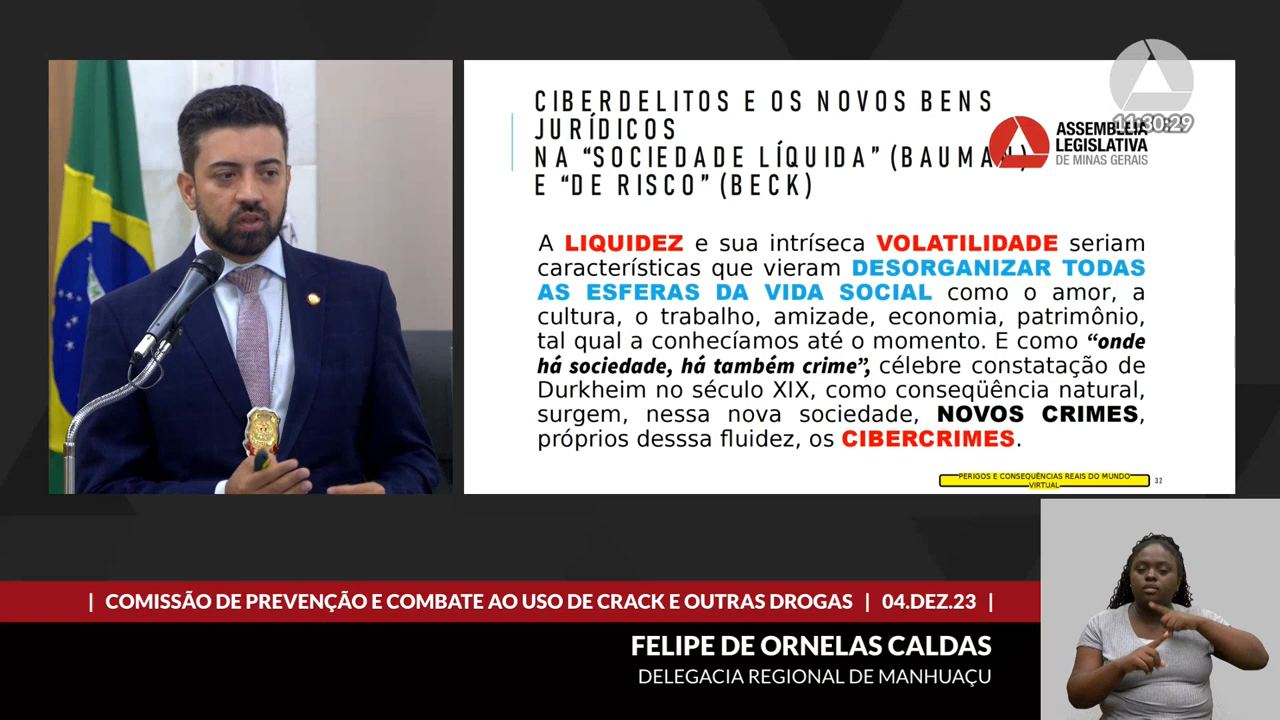 CIBERDELITOS E OS NOVOS BENS
JURÍDICOS
NA “SOCIEDADE LÍQUIDA” (BAUMAN)
E “DE RISCO” (BECK)
11:30:29
ASSEMBLEIA
LEGISLATIVA
DE MINAS GERAIS
A LIQUIDEZ e sua intríseca VOLATILIDADE seriam
características que vieram DESORGANIZAR TODAS
AS ESFERAS DA VIDA SOCIAL como o amor, a
cultura, o trabalho, amizade, economia, patrimônio,
tal qual a conhecíamos até o momento. E como “onde
há sociedade, há também crime”, célebre constatação de
Durkheim no século XIX, como conseqüência natural,
surgem, nessa nova sociedade, NOVOS CRIMES,
próprios desssa fluidez, os CIBERCRIMES.
PERIGOS E CONSEQUÊNCIAS REAIS DO MUNDO
VIRTUAL
32
| COMISSÃO DE PREVENÇÃO E COMBATE AO USO DE CRACK E OUTRAS DROGAS | 04.DEZ.23 |
FELIPE DE ORNELAS CALDAS
DELEGACIA REGIONAL DE MANHUAÇU